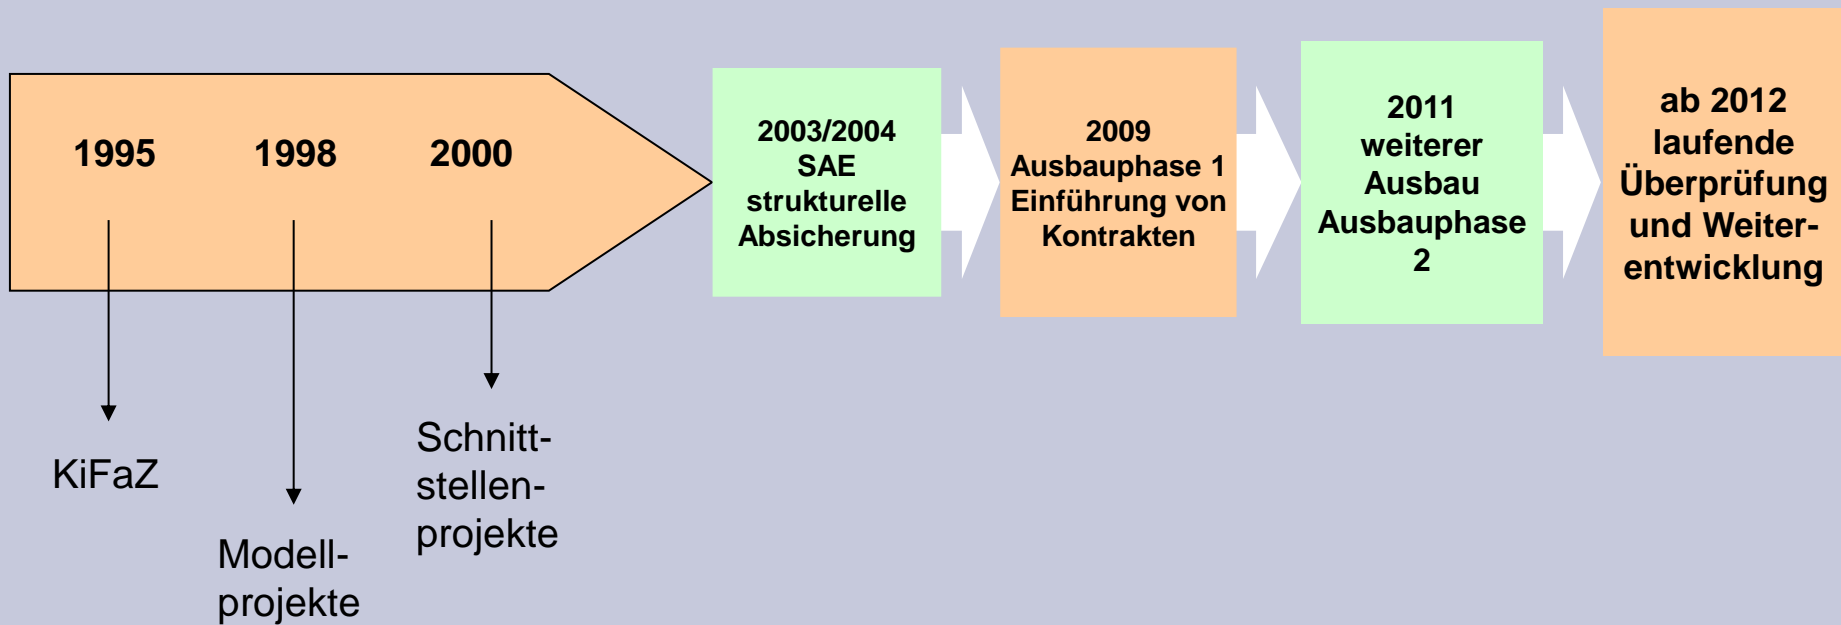 1995
1998
2000
KiFaZ
Modell-
projekte
Schnitt-
stellen-
projekte
2003/2004
SAE
strukturelle
Absicherung
2009
Ausbauphase 1
Einführung von
Kontrakten
2011
weiterer
Ausbau
Ausbauphase
2
ab 2012
laufende
Überprüfung
und Weiter-
entwicklung